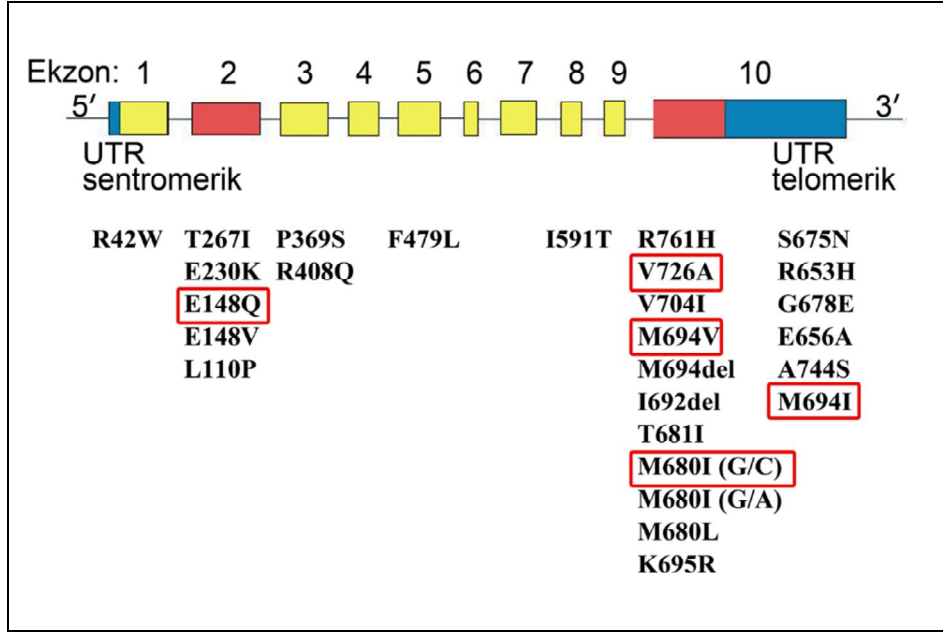 Ekzon: 1 2 3 4 5 6 7 8 9 10
5' 3'
UTR UTR
sentromerik telomerik
R42W T267I P369S F479L I591T R761H S675N
E230K R408Q V726A R653H
E148Q V704I G678E
E148V M694V E656A
L110P M694del A744S
I692del M694I
T681I
M680I (G/C)
M680I (G/A)
M680L
K695R